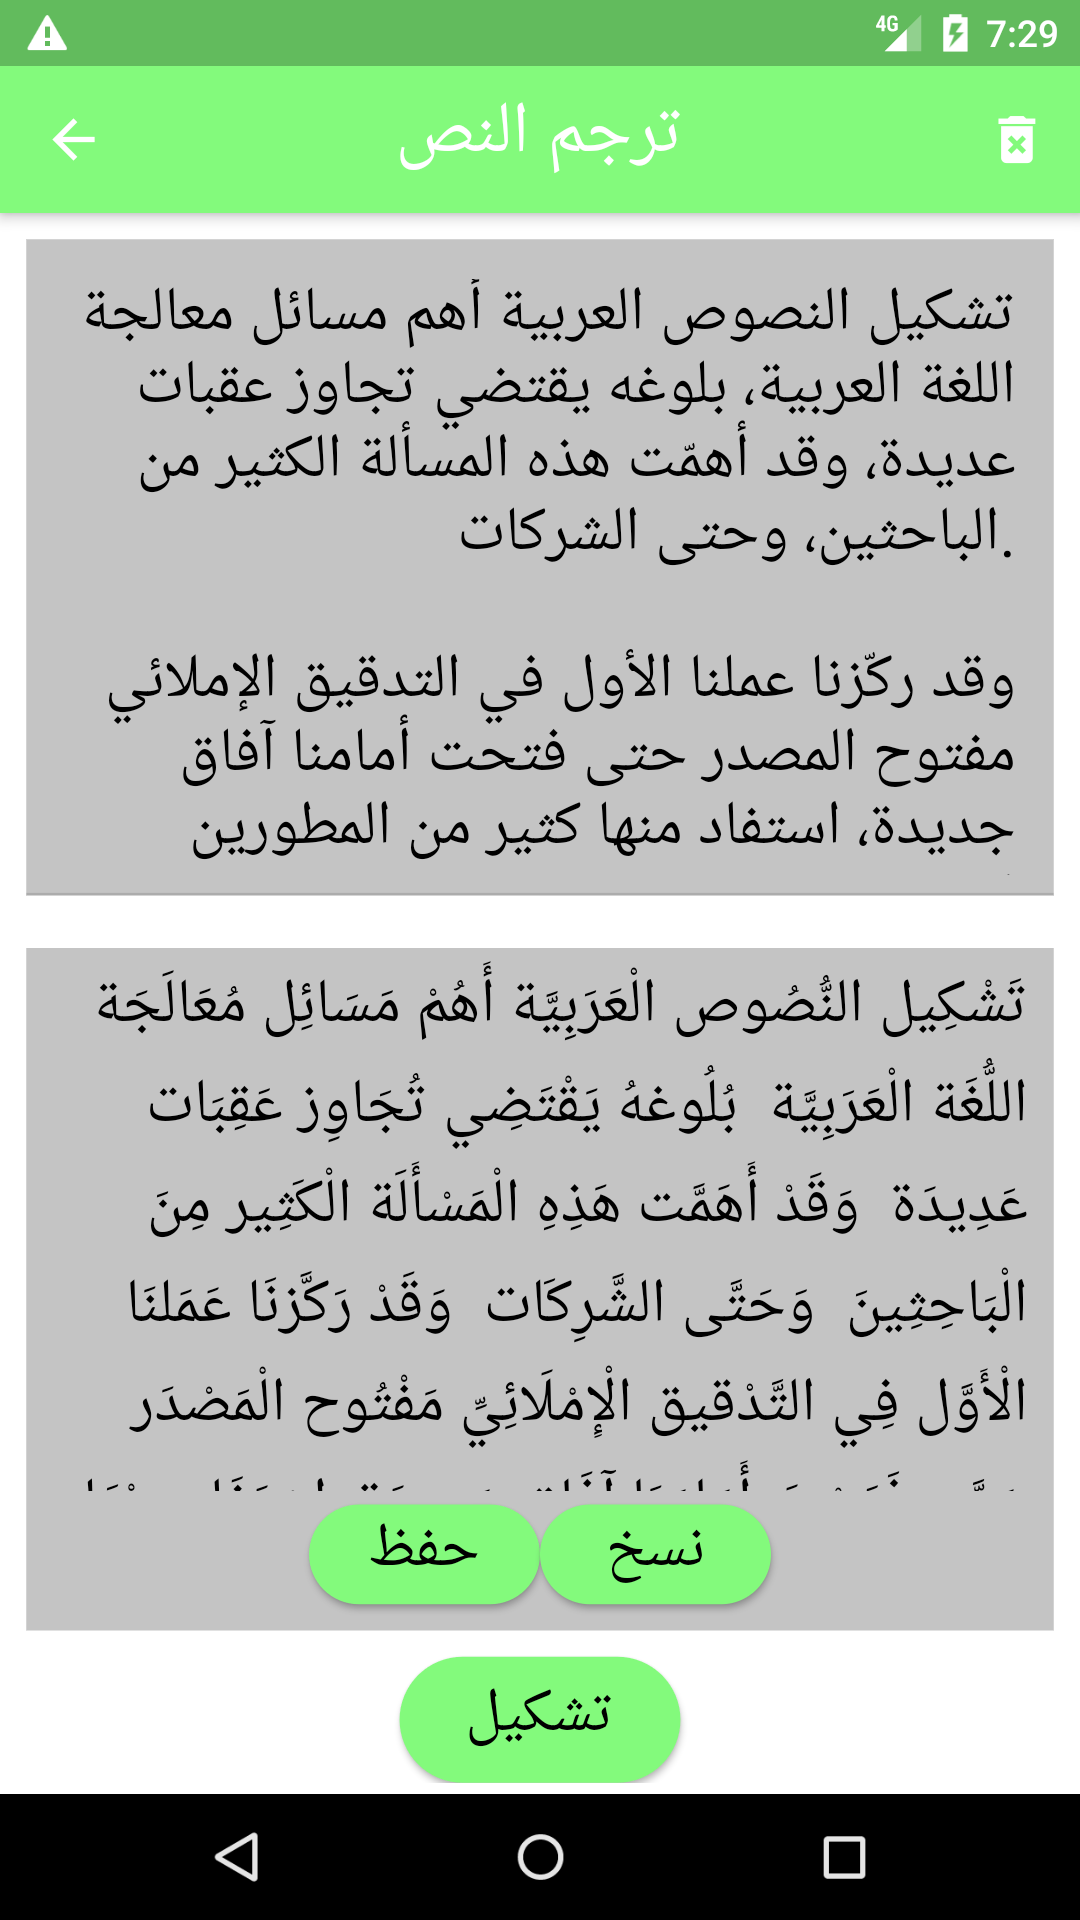 4G 7:29
ترجم النص
تشكيل النصوص العربية أهم مسائل معالجة
اللغة العربية، بلوغه يقتضي تجاوز عقبات
عديدة، وقد أهمّت هذه المسألة الكثير من
الباحثين، وحتى الشركات.
وقد ركّزنا عملنا الأول في التدقيق الإملائي
مفتوح المصدر حتى فتحت أمامنا آفاق
جديدة، استفاد منها كثير من المطورين
تَشْكِيل النُّصُوص الْعَرَبِيَّة أَهُمْ مَسَائِل مُعَالَجَة
اللُّغَة الْعَرَبِيَّة بُلُوغهُ يَقْتَضِي تُجَاوِز عَقِبَات
عَدِيدَة وَقَدْ أَهَمَّت هَذِهِ الْمَسْأَلَة الْكَثِير مِنَ
الْبَاحِثِينَ وَحَتَّى الشَّرِكَات وَقَدْ رَكَّزنَا عَمَلنَا
الْأَوَّل فِي التَّدْقيق الْإِمْلَائِيِّ مَفْتُوح الْمَصْدَر
نسخ
حفظ
تشكيل